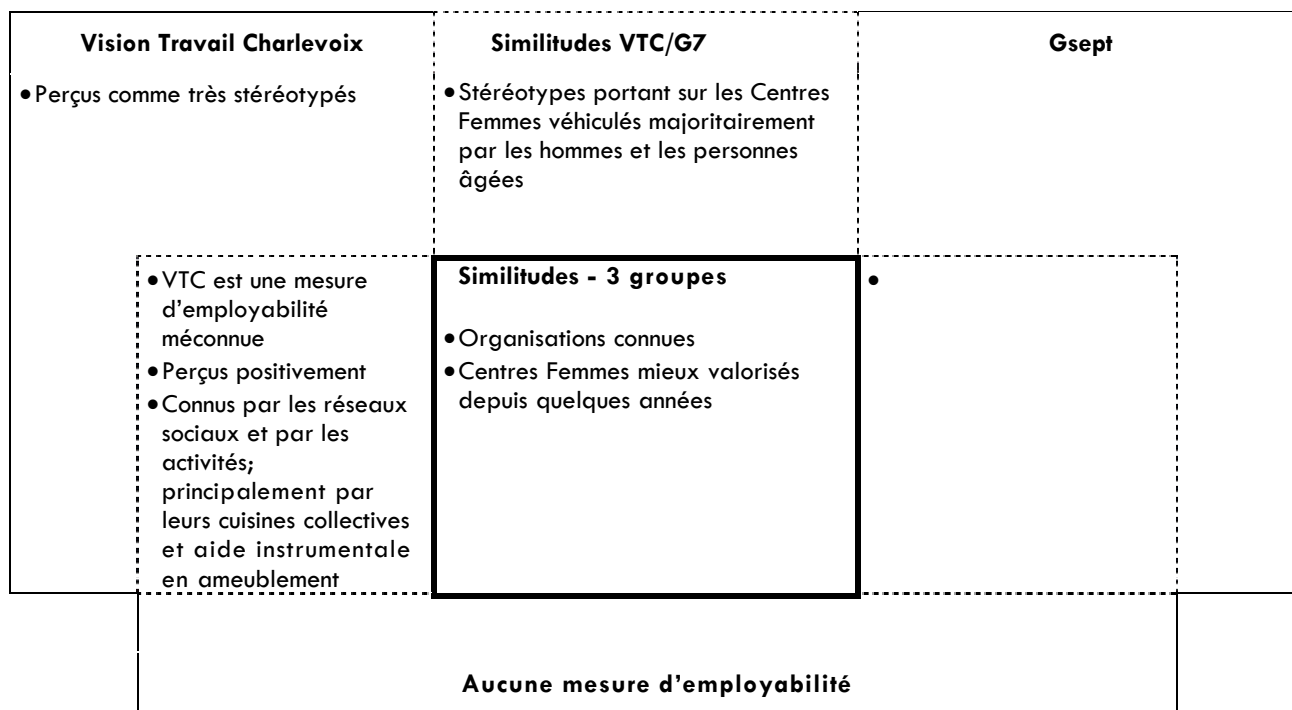 Vision Travail Charlevoix
• Perçus comme très stéréotypés
Similitudes VTC/G7
• Stéréotypes portant sur les Centres
Femmes véhiculés majoritairement
par les hommes et les personnes
âgées
Gsept
• VTC est une mesure
d’employabilité
méconnue
• Perçus positivement
• Connus par les réseaux
sociaux et par les
activités;
principalement par
leurs cuisines collectives
et aide instrumentale
en ameublement
Similitudes - 3 groupes
• Organisations connues
• Centres Femmes mieux valorisés
depuis quelques années
•
Aucune mesure d’employabilité